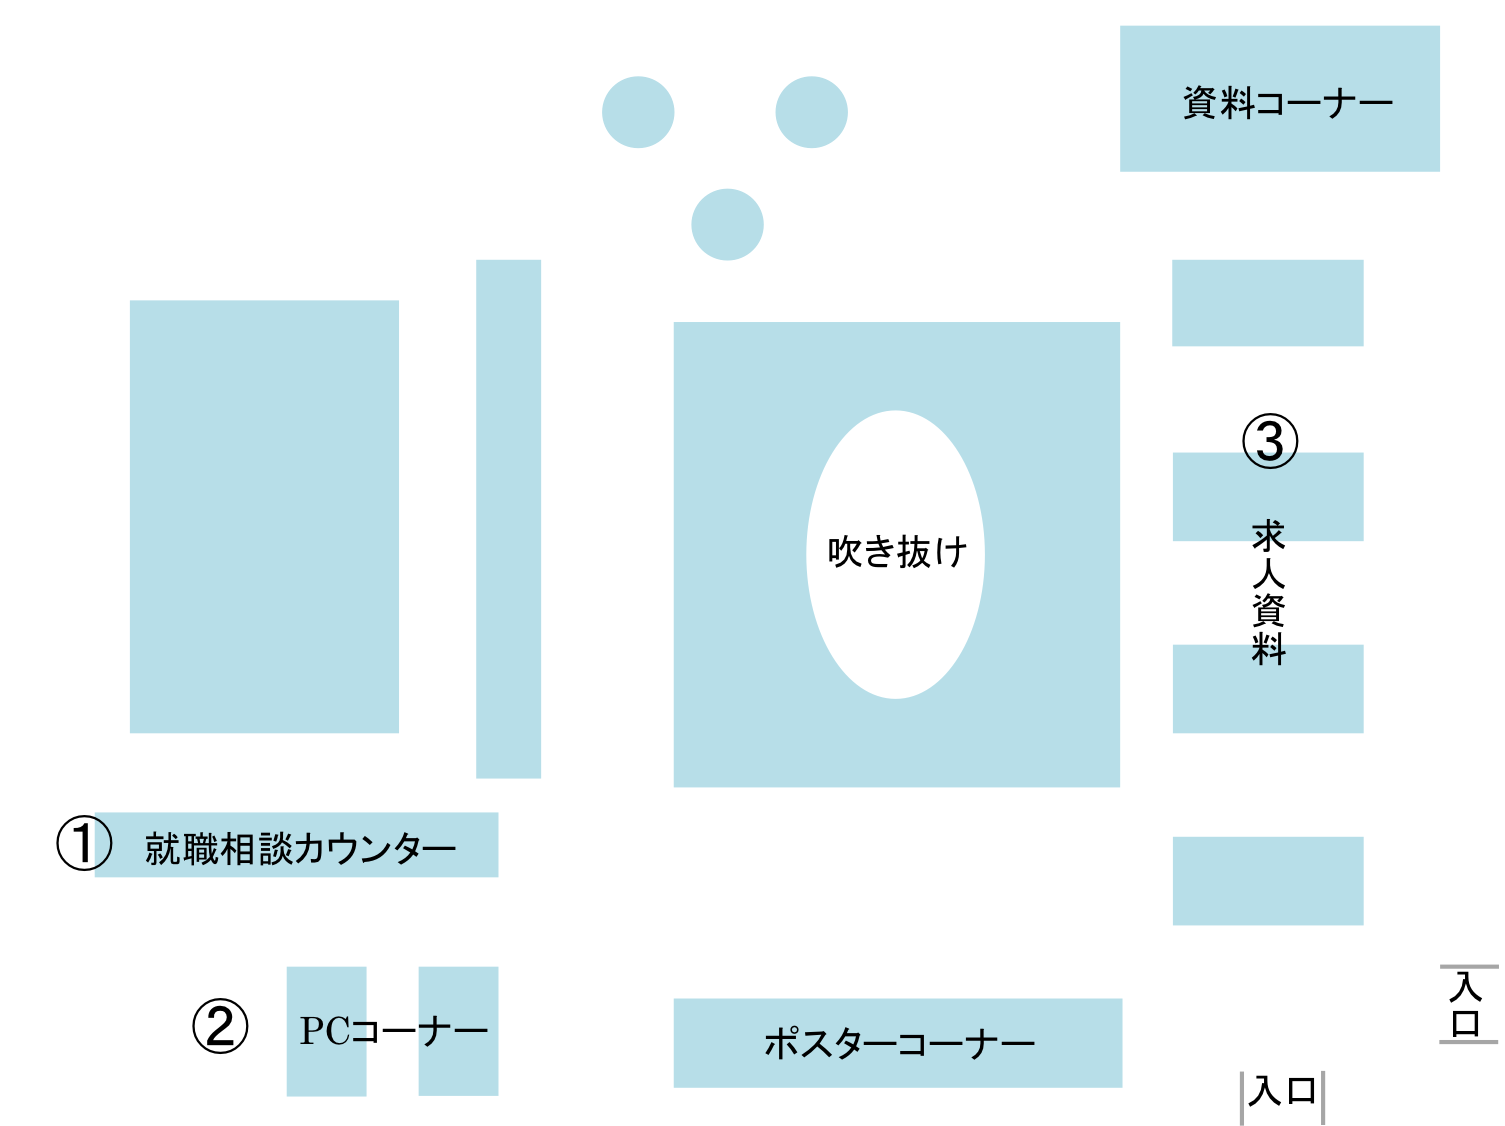 資料コーナー
③
求人資料
吹き抜け
① 就職相談カウンター
② PCコーナー
ポスターコーナー
入口
入口